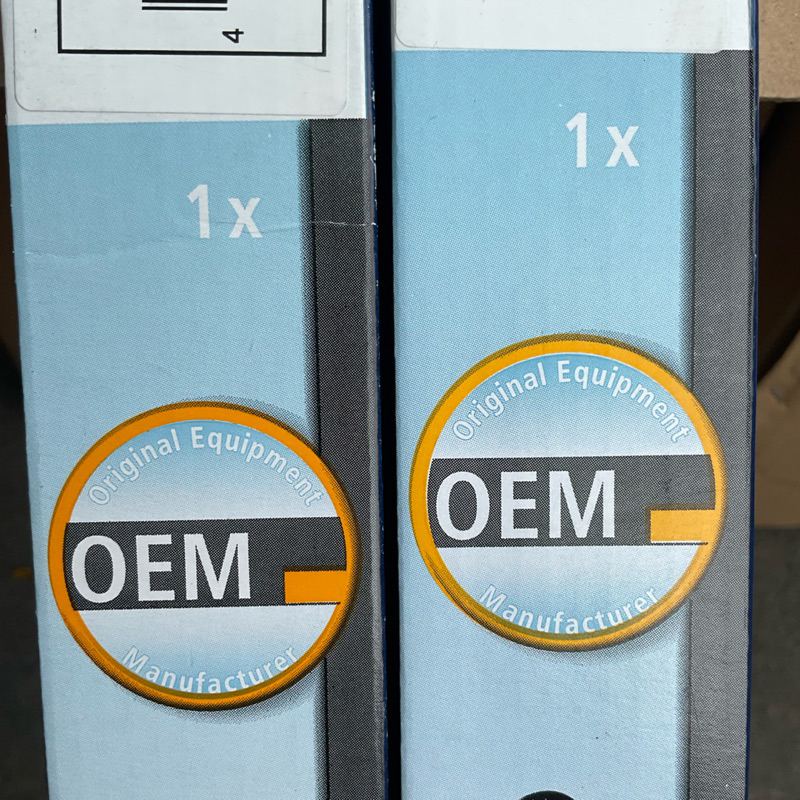 4
1x
Original Equipment
OEM
Manufacturer
1x
Original Equipment
OEM
Manufacturer